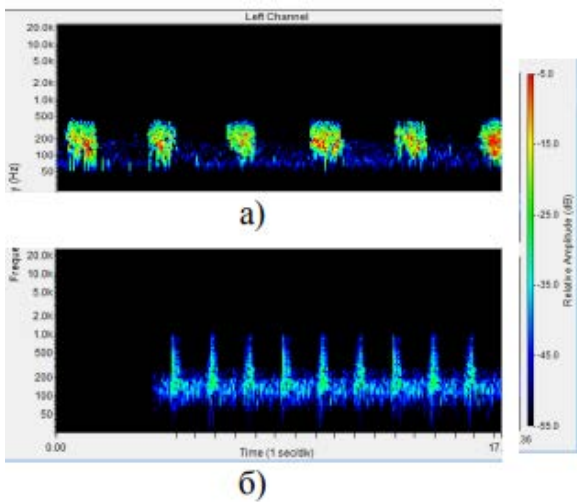 Left Channel
20.0k
10.0k
5.0k
2.0k
1.0k
500
200
100
50
y (Hz)
а)
-5.0
-15.0
-25.0
-35.0
-45.0
-55.0
Relative Amplitude (dB)
36
20.0k
10.0k
5.0k
2.0k
1.0k
500
200
100
50
Freque
0.00
Time (1 sec/div)
17.
б)